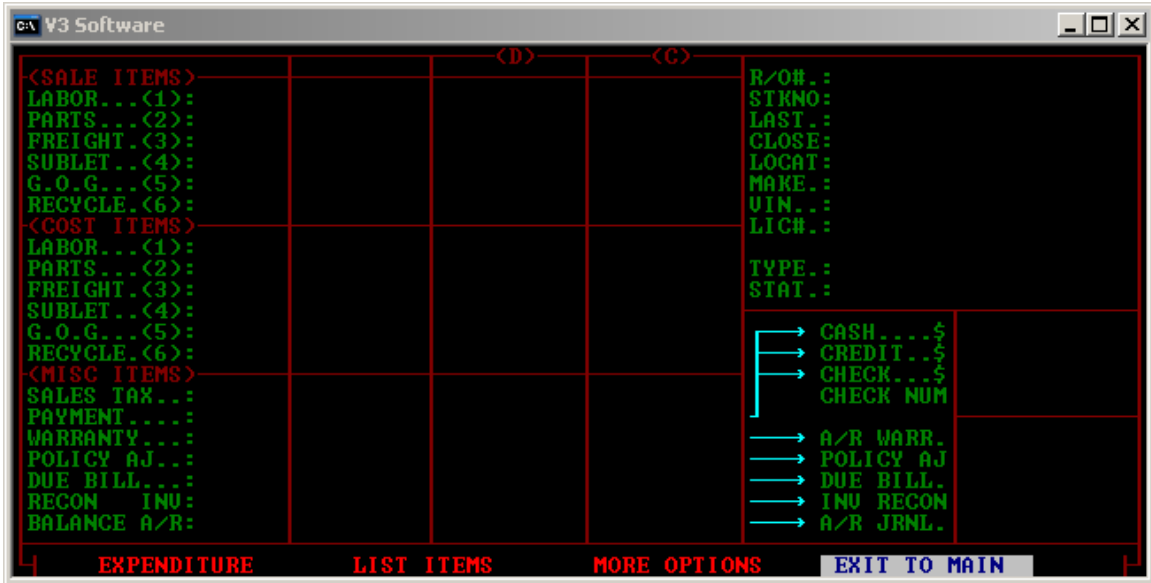 V3 Software
(D) (C)
(SALE ITEMS)
LABOR...(1):
PARTS...(2):
FREIGHT.(3):
SUBLET..(4):
G.O.G...(5):
RECYCLE.(6):
(COST ITEMS)
LABOR...(1):
PARTS...(2):
FREIGHT.(3):
SUBLET..(4):
G.O.G...(5):
RECYCLE.(6):
(MISC ITEMS)
SALES TAX..:
PAYMENT....:
WARRANTY...:
POLICY AJ..:
DUE BILL...:
RECON INV:
BALANCE A/R:
R/O#.:
STKNO:
LAST.:
CLOSE:
LOCAT:
MAKE.:
VIN..:
LIC#.:
TYPE.:
STAT.:
CASH....$
CREDIT..$
CHECK...$
CHECK NUM
A/R WARR.
POLICY AJ
DUE BILL.
INV RECON
A/R JRNL.
EXPENDITURE LIST ITEMS MORE OPTIONS EXIT TO MAIN